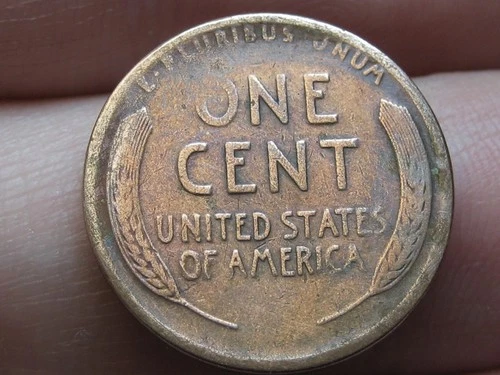 E·PLURIBUS UNUM
ONE
CENT
UNITED STATES
OF AMERICA